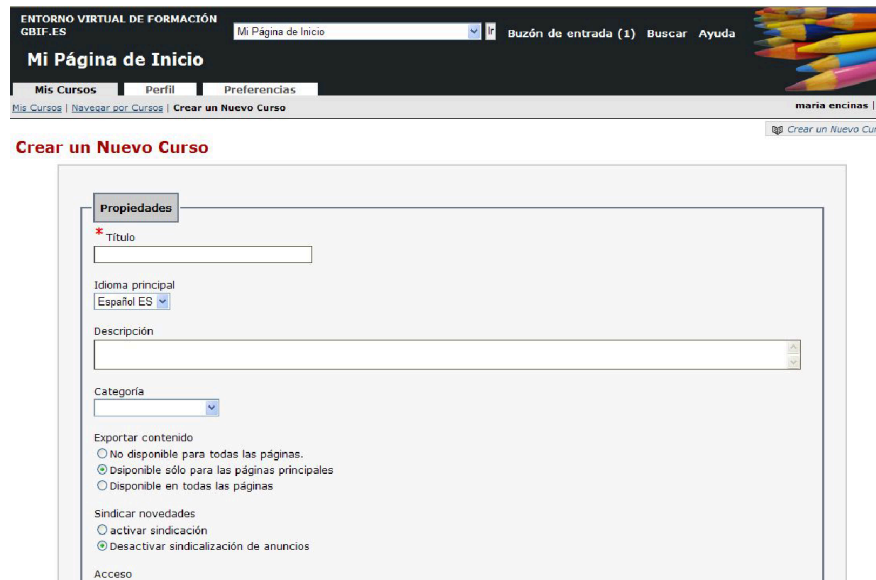 ENTORNO VIRTUAL DE FORMACIÓN
GBIF.ES
Mi Página de Inicio
Ir
Buzón de entrada (1) Buscar Ayuda
Mi Página de Inicio
Mis Cursos Perfil Preferencias
Mis Cursos | Navegar por Cursos | Crear un Nuevo Curso
maria encinas |
Crear un Nuevo Cur
Crear un Nuevo Curso
Propiedades
* Título
Idioma principal
Español ES
Descripción
Categoría
Exportar contenido
No disponible para todas las páginas.
Dsiponible sólo para las páginas principales
Disponible en todas las páginas
Sindicar novedades
activar sindicación
Desactivar sindicalización de anuncios
Acceso